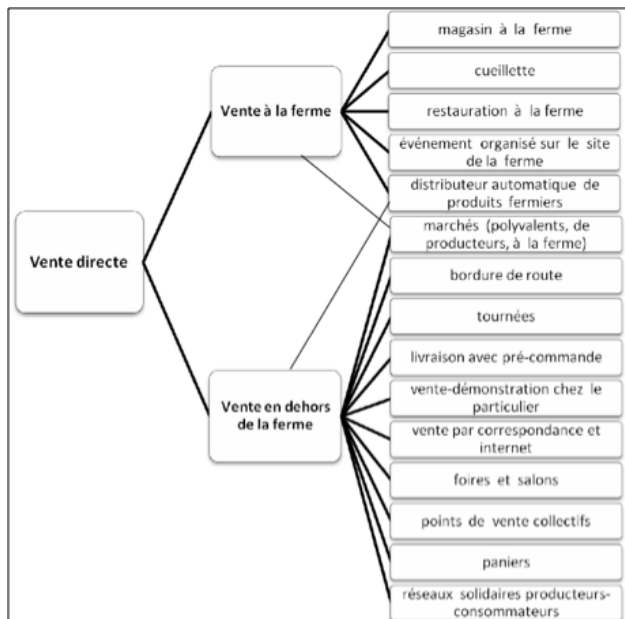 Vente directe
Vente à la ferme
Vente en dehors
de la ferme
magasin à la ferme
cueillette
restauration à la ferme
événement organisé sur le site
de la ferme
distributeur automatique de
produits fermiers
marchés (polyvalents, de
producteurs, à la ferme)
bordure de route
tournées
livraison avec pré-commande
vente-démonstration chez le
particulier
vente par correspondance et
internet
foires et salons
points de vente collectifs
paniers
réseaux solidaires producteurs-
consommateurs